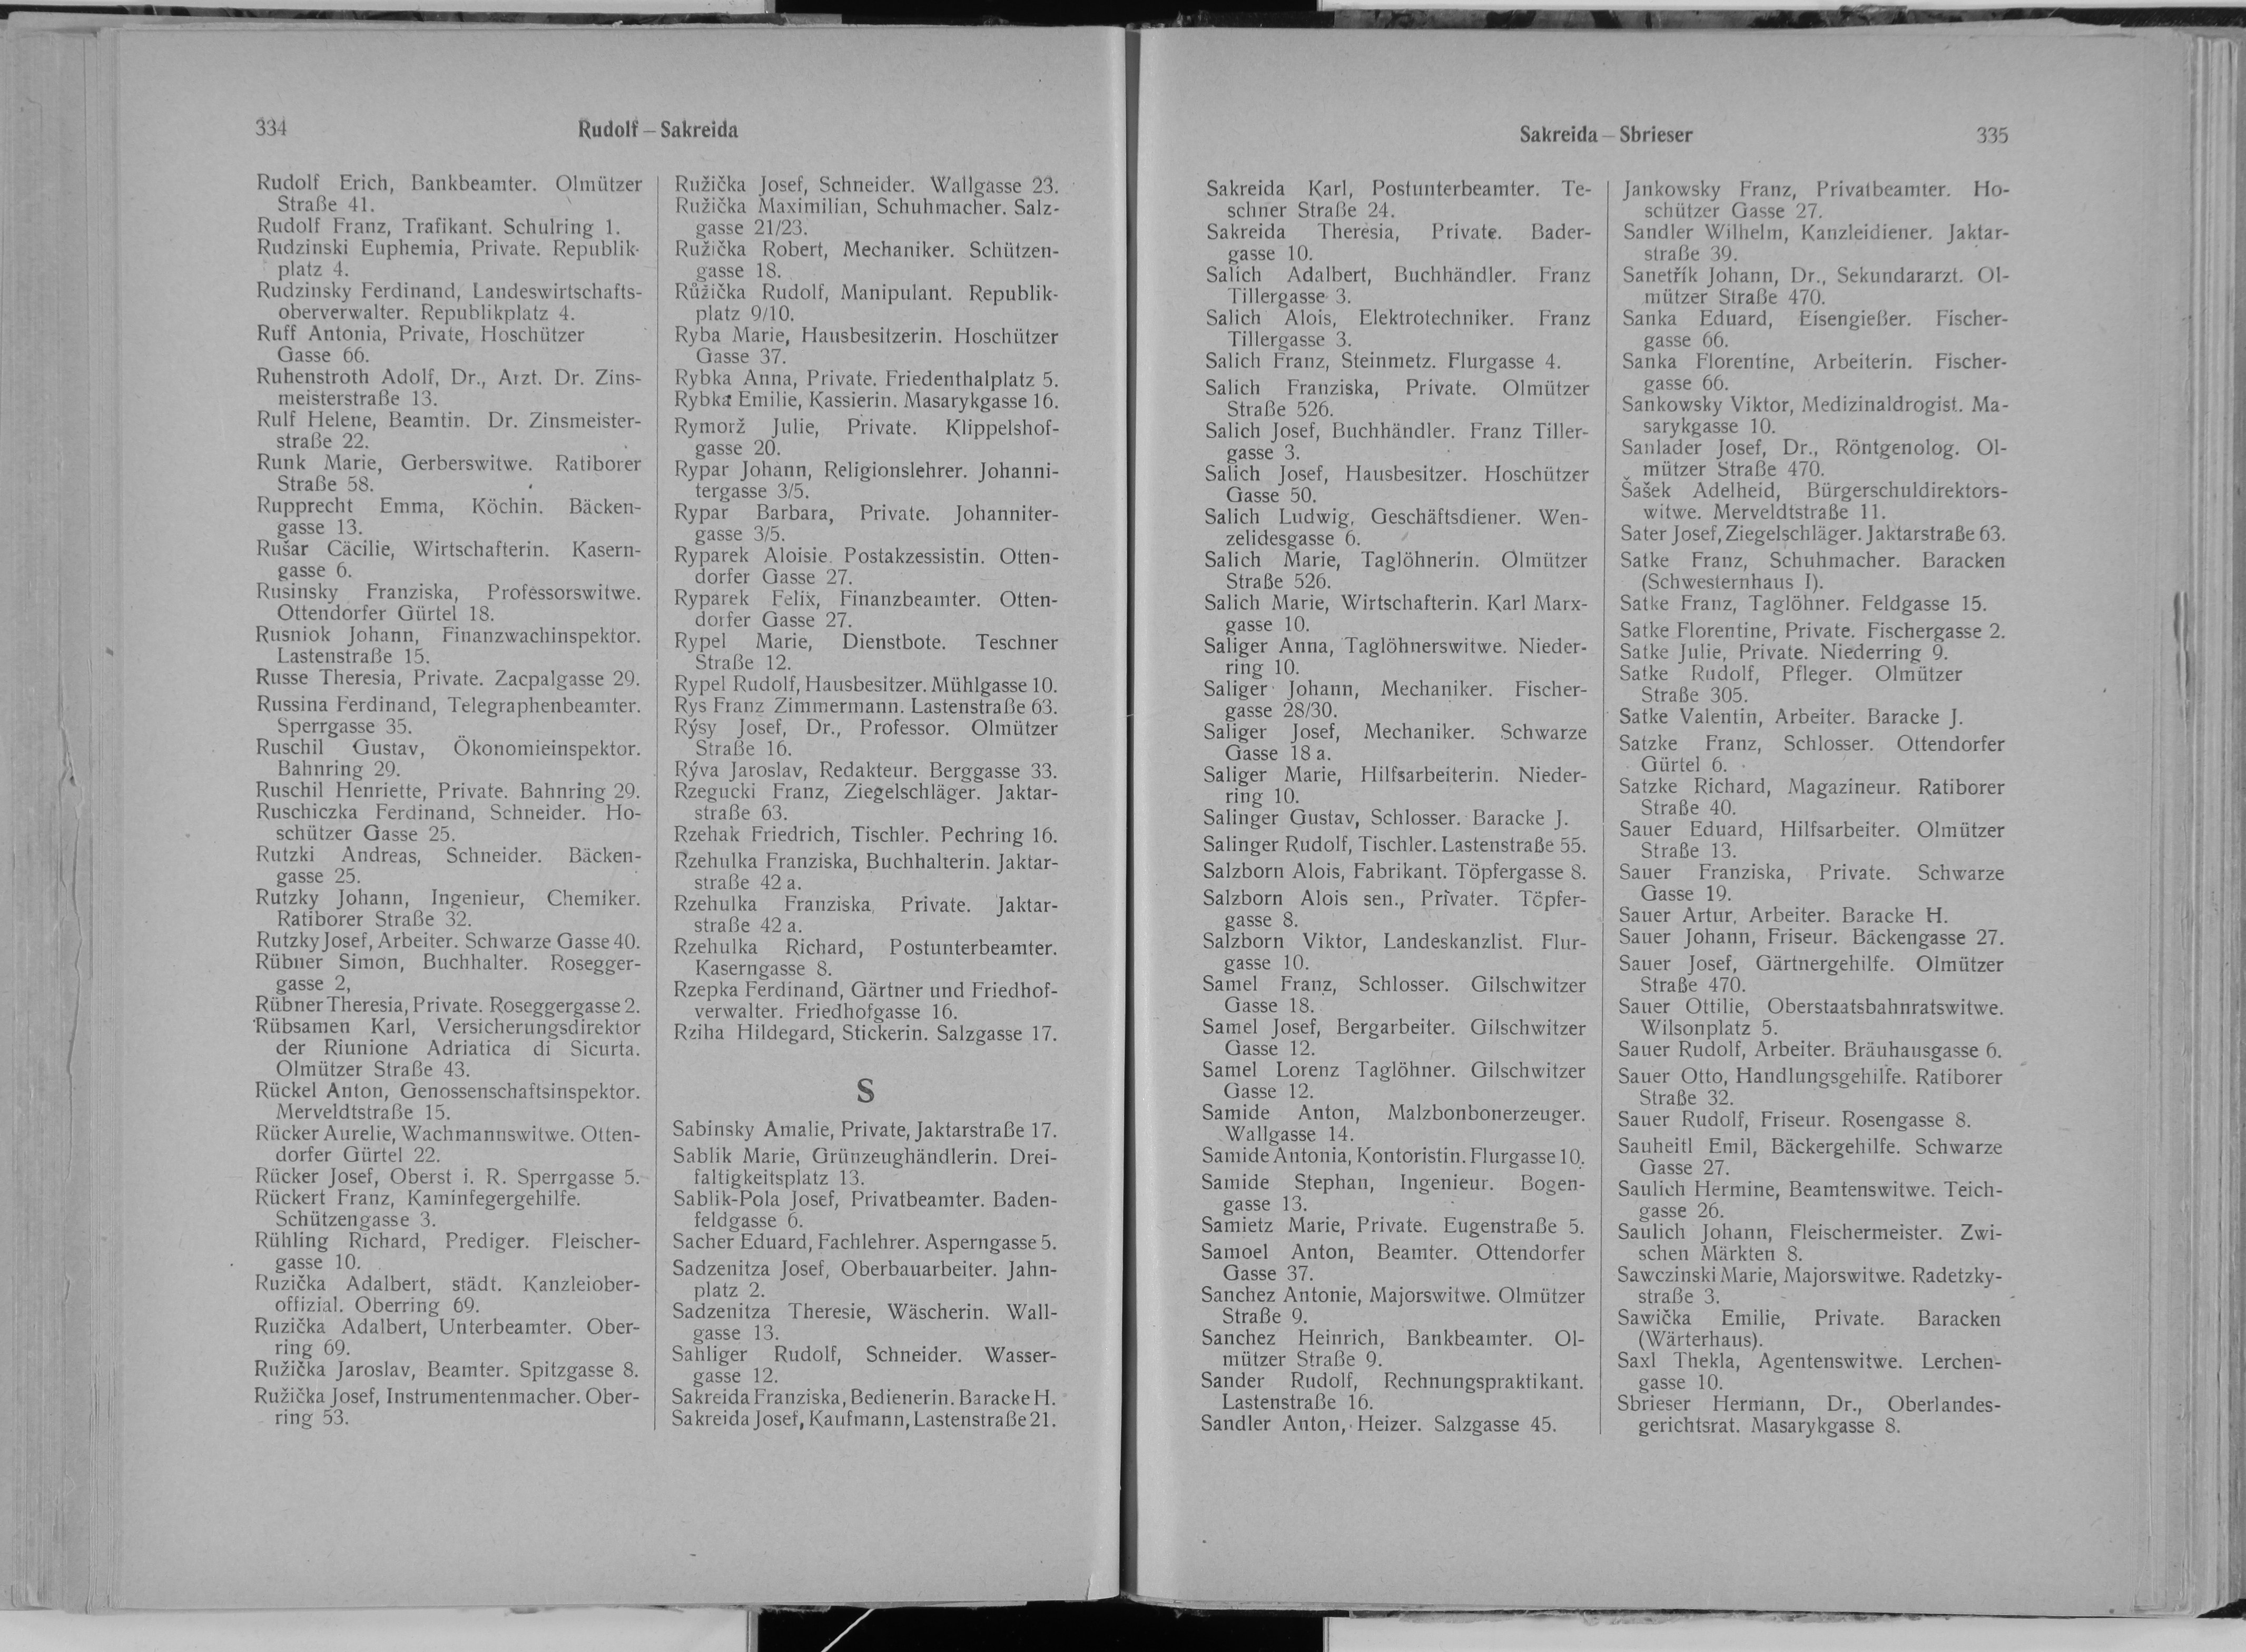 334
Rudolf – Sakreida
Rudolf Erich, Bankbeamter. Olmützer
Straße 41.
Rudolf Franz, Trafikant. Schulring 1.
Rudzinski Euphemia, Private. Republik-
platz 4.
Rudzinsky Ferdinand, Landeswirtschafts-
oberverwalter. Republikplatz 4.
Ruff Antonia, Private, Hoschützer
Gasse 66.
Ruhenstroth Adolf, Dr., Arzt. Dr. Zins-
meisterstraße 13.
Rulf Helene, Beamtin. Dr. Zinsmeister-
straße 22.
Runk Marie, Gerberswitwe. Ratiborer
Straße 58.
Rupprecht Emma, Köchin. Bäcken-
gasse 13.
Rušar Cäcilie, Wirtschafterin. Kasern-
gasse 6.
Rusinsky Franziska, Professorswitwe.
Ottendorfer Gürtel 18.
Rusniok Johann, Finanzwachinspektor.
Lastenstraße 15.
Russe Theresia, Private. Zacpalgasse 29.
Russina Ferdinand, Telegraphenbeamter.
Sperrgasse 35.
Ruschil Gustav, Ökonomieinspektor.
Bahnring 29.
Ruschil Henriette, Private. Bahnring 29.
Ruschiczka Ferdinand, Schneider. Ho-
schützer Gasse 25.
Rutzki Andreas, Schneider. Bäcken-
gasse 25.
Rutzky Johann, Ingenieur, Chemiker.
Ratiborer Straße 32.
Rutzky Josef, Arbeiter. Schwarze Gasse 40.
Rübner Simon, Buchhalter. Rosegger-
gasse 2,
Rübner Theresia, Private. Roseggergasse 2.
Rübsamen Karl, Versicherungsdirektor
der Riunione Adriatica di Sicurta.
Olmützer Straße 43.
Rückel Anton, Genossenschaftsinspektor.
Merveldtstraße 15.
Rücker Aurelie, Wachmannswitwe. Otten-
dorfer Gürtel 22.
Rücker Josef, Oberst i. R. Sperrgasse 5.
Rückert Franz, Kaminfegergehilfe.
Schützengasse 3.
Rühling Richard, Prediger. Fleischer-
gasse 10.
Ruzička Adalbert, städt. Kanzleiober-
offizial. Oberring 69.
Ruzička Adalbert, Unterbeamter. Ober-
ring 69.
Ružička Jaroslav, Beamter. Spitzgasse 8.
Ružička Josef, Instrumentenmacher. Ober-
ring 53.
Ružička Josef, Schneider. Wallgasse 23.
Ružička Maximilian, Schuhmacher. Salz-
gasse 21/23.
Ružička Robert, Mechaniker. Schützen-
gasse 18.
Růžička Rudolf, Manipulant. Republik-
platz 9/10.
Ryba Marie, Hausbesitzerin. Hoschützer
Gasse 37.
Rybka Anna, Private. Friedenthalplatz 5.
Rybka Emilie, Kassierin. Masarykgasse 16.
Rymorž Julie, Private. Klippelshof-
gasse 20.
Rypar Johann, Religionslehrer. Johanni-
tergasse 3/5.
Rypar Barbara, Private. Johanniter-
gasse 3/5.
Ryparek Aloisie. Postakzessistin. Otten-
dorfer Gasse 27.
Ryparek Felix, Finanzbeamter. Otten-
dorfer Gasse 27.
Rypel Marie, Dienstbote. Teschner
Straße 12.
Rypel Rudolf, Hausbesitzer. Mühlgasse 10.
Rys Franz Zimmermann. Lastenstraße 63.
Rýsy Josef, Dr., Professor. Olmützer
Straße 16.
Rýva Jaroslav, Redakteur. Berggasse 33.
Rzegucki Franz, Ziegelschläger. Jaktar-
straße 63.
Rzehak Friedrich, Tischler. Pechring 16.
Rzehulka Franziska, Buchhalterin. Jaktar-
straße 42 a.
Rzehulka Franziska, Private. Jaktar-
straße 42 a.
Rzehulka Richard, Postunterbeamter.
Kaserngasse 8.
Rzepka Ferdinand, Gärtner und Friedhof-
verwalter. Friedhofgasse 16.
Rziha Hildegard, Stickerin. Salzgasse 17.
S
Sabinsky Amalie, Private, Jaktarstraße 17.
Sablik Marie, Grünzeughändlerin. Drei-
faltigkeitsplatz 13.
Sablik-Pola Josef, Privatbeamter. Baden-
feldgasse 6.
Sacher Eduard, Fachlehrer. Asperngasse 5.
Sadzenitza Josef, Oberbauarbeiter. Jahn-
platz 2.
Sadzenitza Theresie, Wäscherin. Wall-
gasse 13.
Sahliger Rudolf, Schneider. Wasser-
gasse 12.
Sakreida Franziska, Bedienerin. Baracke H.
Sakreida Josef, Kaufmann, Lastenstraße 21.
Sakreida – Sbrieser
335
Sakreida Karl, Postunterbeamter. Te-
schner Straße 24.
Sakreida Theresia, Private. Bader-
gasse 10.
Salich Adalbert, Buchhändler. Franz
Tillergasse 3.
Salich Alois, Elektrotechniker. Franz
Tillergasse 3.
Salich Franz, Steinmetz. Flurgasse 4.
Salich Franziska, Private. Olmützer
Straße 526.
Salich Josef, Buchhändler. Franz Tiller-
gasse 3.
Salich Josef, Hausbesitzer. Hoschützer
Gasse 50.
Salich Ludwig, Geschäftsdiener. Wen-
zelidesgasse 6.
Salich Marie, Taglöhnerin. Olmützer
Straße 526.
Salich Marie, Wirtschafterin. Karl Marx-
gasse 10.
Saliger Anna, Taglöhnerswitwe. Nieder-
ring 10.
Saliger Johann, Mechaniker. Fischer-
gasse 28/30.
Saliger Josef, Mechaniker. Schwarze
Gasse 18 a.
Saliger Marie, Hilfsarbeiterin. Nieder-
ring 10.
Salinger Gustav, Schlosser. Baracke J.
Salinger Rudolf, Tischler. Lastenstraße 55.
Salzborn Alois, Fabrikant. Töpfergasse 8.
Salzborn Alois sen., Privater. Töpfer-
gasse 8.
Salzborn Viktor, Landeskanzlist. Flur-
gasse 10.
Samel Franz, Schlosser. Gilschwitzer
Gasse 18.
Samel Josef, Bergarbeiter. Gilschwitzer
Gasse 12.
Samel Lorenz Taglöhner. Gilschwitzer
Gasse 12.
Samide Anton, Malzbonbonerzeuger.
Wallgasse 14.
Samide Antonia, Kontoristin. Flurgasse 10.
Samide Stephan, Ingenieur. Bogen-
gasse 13.
Samietz Marie, Private. Eugenstraße 5.
Samoel Anton, Beamter. Ottendorfer
Gasse 37.
Sanchez Antonie, Majorswitwe. Olmützer
Straße 9.
Sanchez Heinrich, Bankbeamter. Ol-
mützer Straße 9.
Sander Rudolf, Rechnungspraktikant.
Lastenstraße 16.
Sandler Anton, Heizer. Salzgasse 45.
Jankowsky Franz, Privatbeamter. Ho-
schützer Gasse 27.
Sandler Wilhelm, Kanzleidiener. Jaktar-
straße 39.
Sanetřík Johann, Dr., Sekundararzt. Ol-
mützer Straße 470.
Sanka Eduard, Eisengießer. Fischer-
gasse 66.
Sanka Florentine, Arbeiterin. Fischer-
gasse 66.
Sankowsky Viktor, Medizinaldrogist. Ma-
sarykgasse 10.
Sanlader Josef, Dr., Röntgenolog. Ol-
mützer Straße 470.
Šašek Adelheid, Bürgerschuldirektors-
witwe. Merveldtstraße 11.
Sater Josef, Ziegelschläger. Jaktarstraße 63.
Satke Franz, Schuhmacher. Baracken
(Schwesternhaus I).
Satke Franz, Taglöhner. Feldgasse 15.
Satke Florentine, Private. Fischergasse 2.
Satke Julie, Private. Niederring 9.
Satke Rudolf, Pfleger. Olmützer
Straße 305.
Satke Valentin, Arbeiter. Baracke J.
Satzke Franz, Schlosser. Ottendorfer
Gürtel 6.
Satzke Richard, Magazineur. Ratiborer
Straße 40.
Sauer Eduard, Hilfsarbeiter. Olmützer
Straße 13.
Sauer Franziska, Private. Schwarze
Gasse 19.
Sauer Artur, Arbeiter. Baracke H.
Sauer Johann, Friseur. Bäckengasse 27.
Sauer Josef, Gärtnergehilfe. Olmützer
Straße 470.
Sauer Ottilie, Oberstaatsbahnratswitwe.
Wilsonplatz 5.
Sauer Rudolf, Arbeiter. Bräuhausgasse 6.
Sauer Otto, Handlungsgehilfe. Ratiborer
Straße 32.
Sauer Rudolf, Friseur. Rosengasse 8.
Sauheitl Emil, Bäckergehilfe. Schwarze
Gasse 27.
Saulich Hermine, Beamtenswitwe. Teich-
gasse 26.
Saulich Johann, Fleischermeister. Zwi-
schen Märkten 8.
Sawczinski Marie, Majorswitwe. Radetzky-
straße 3.
Sawička Emilie, Private. Baracken
(Wärterhaus).
Saxl Thekla, Agentenswitwe. Lerchen-
gasse 10.
Sbrieser Hermann, Dr., Oberlandes-
gerichtsrat. Masarykgasse 8.